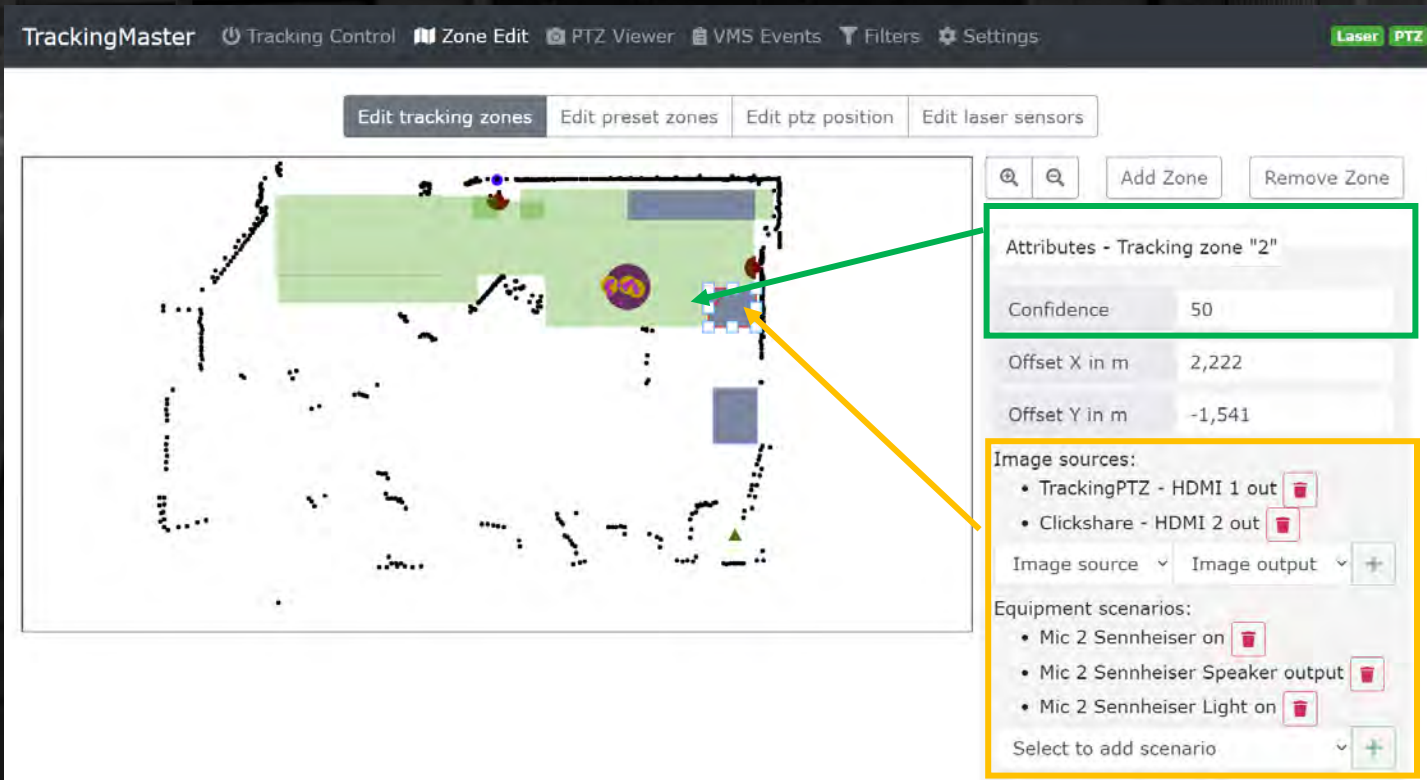 TrackingMaster Tracking Control Zone Edit PTZ Viewer VMS Events Filters Settings Laser PTZ
Edit tracking zones Edit preset zones Edit ptz position Edit laser sensors
Add Zone Remove Zone
Attributes - Tracking zone "2"
Confidence 50
Offset X in m 2,222
Offset Y in m -1,541
Image sources:
• TrackingPTZ - HDMI 1 out
• Clickshare - HDMI 2 out
Image source Image output +
Equipment scenarios:
• Mic 2 Sennheiser on
• Mic 2 Sennheiser Speaker output
• Mic 2 Sennheiser Light on
Select to add scenario +